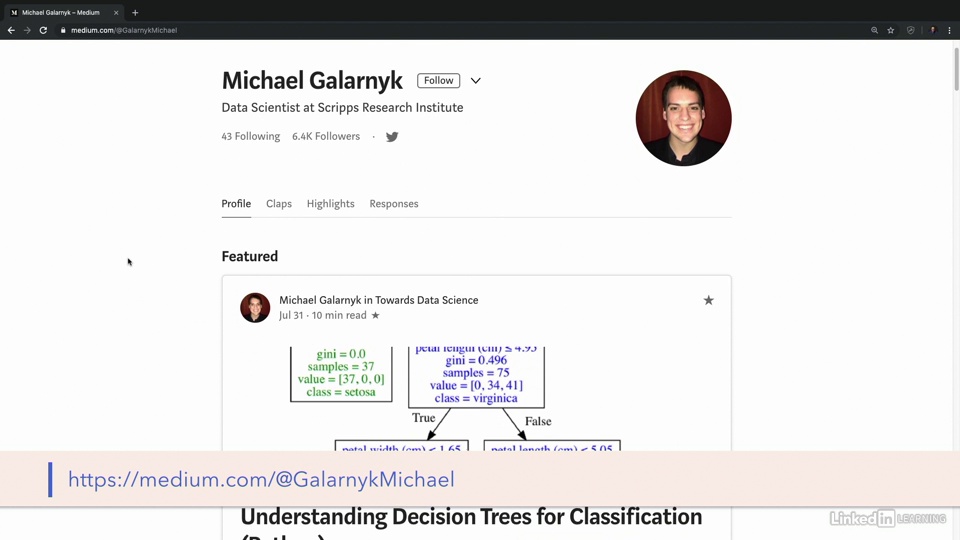 Michael Galarnyk – Medium
medium.com/@GalarnykMichael
Michael Galarnyk
Follow
Data Scientist at Scripps Research Institute
43 Following 6.4K Followers ·
Profile Claps Highlights Responses
Featured
Michael Galarnyk in Towards Data Science
Jul 31 · 10 min read ★
gini = 0.0
samples = 37
value = [37, 0, 0]
class = setosa
petal length (cm) ≤ 4.95
gini = 0.496
samples = 75
value = [0, 34, 41]
class = virginica
True
False
petal width (cm) ≤ 1.65
petal length (cm) ≤ 5.05
https://medium.com/@GalarnykMichael
Understanding Decision Trees for Classification
(Python)
LinkedIn LEARNING